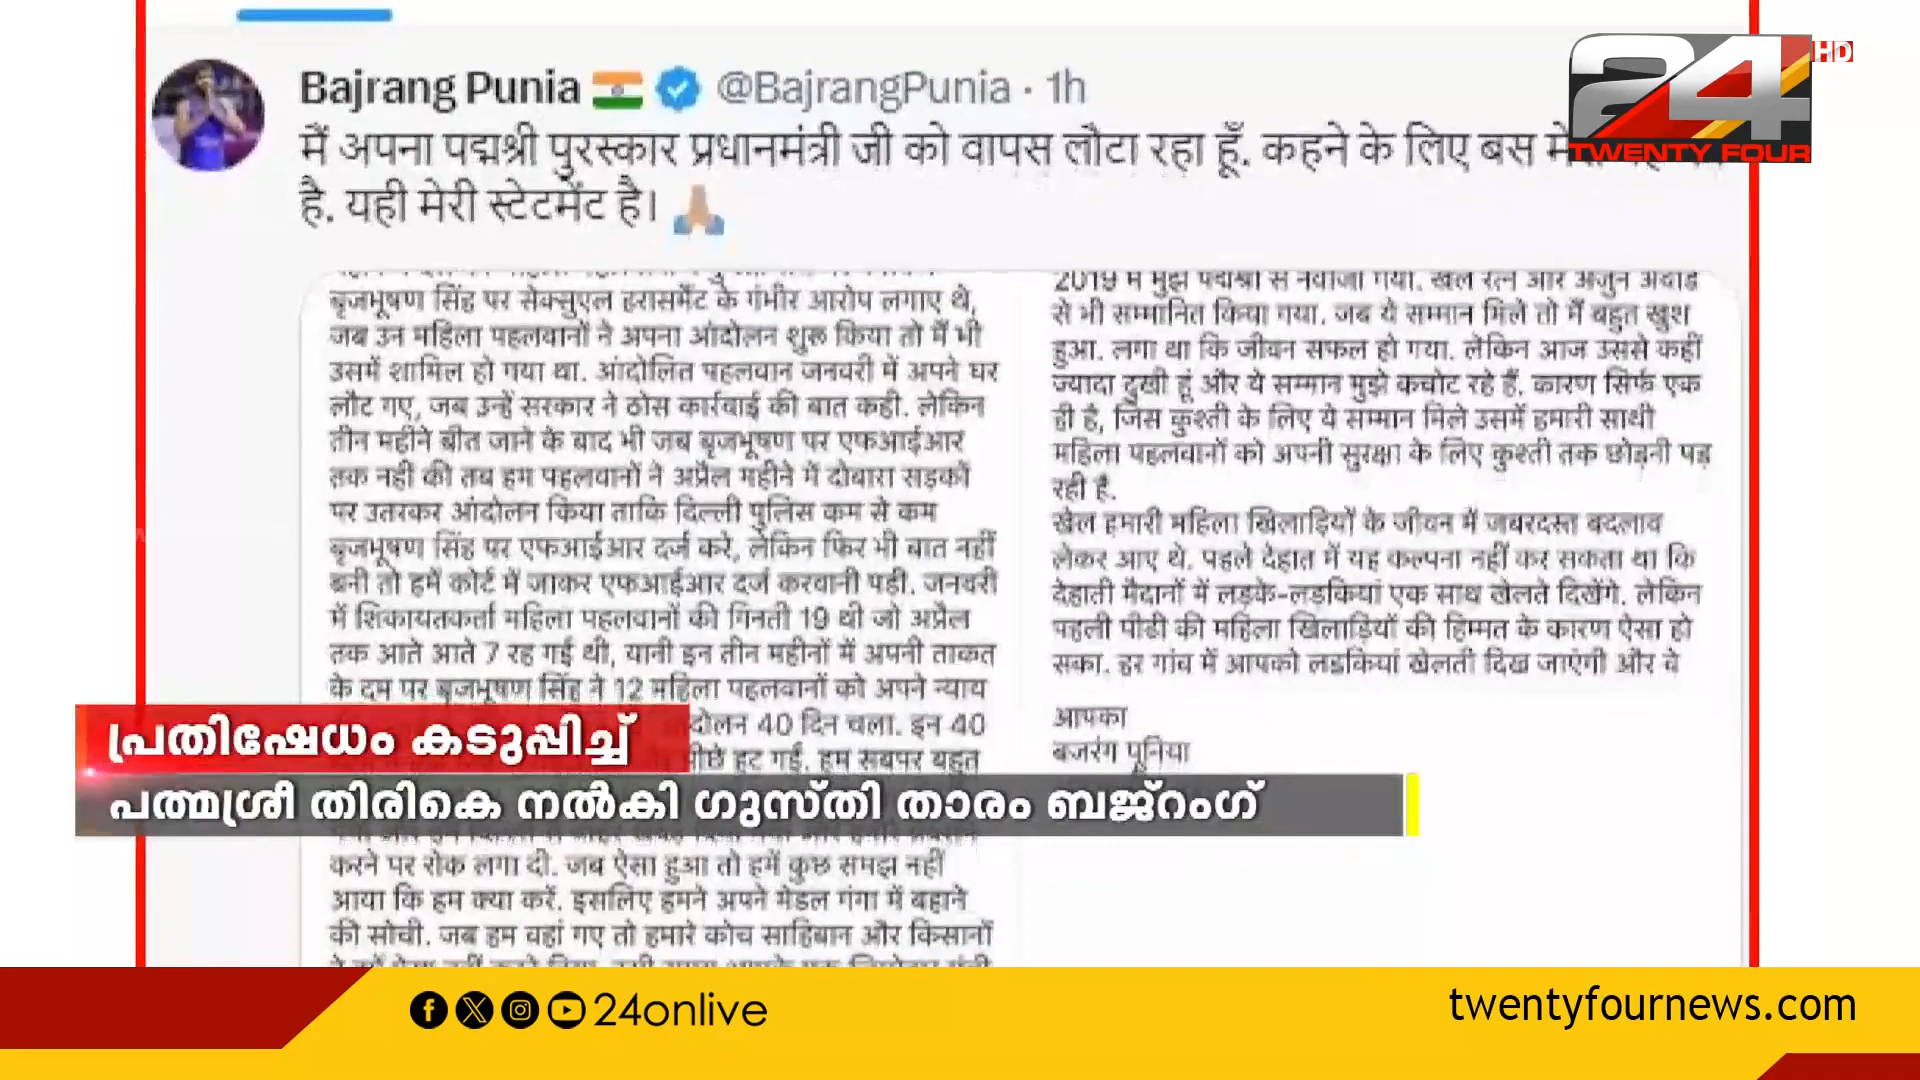 Bajrang Punia @BajrangPunia · 1h
मैं अपना पद्मश्री पुरस्कार प्रधानमंत्री जी को वापस लौटा रहा हूँ. कहने के लिए बस
है. यही मेरी स्टेटमेंट है।
24 HD
TWENTY FOUR
बृजभूषण सिंह पर सेक्सुएल हरासमैंट के गंभीर आरोप लगाए थे,
जब उन महिला पहलवानों ने अपना आंदोलन शुरू किया तो मैं भी
उसमें शामिल हो गया था. आंदोलित पहलवान जनवरी में अपने घर
लौट गए, जब उन्हें सरकार ने ठोस कार्रवाई की बात कही. लेकिन
तीन महीने बीत जाने के बाद भी जब बृजभूषण पर एफआईआर
तक नहीं की तब हम पहलवानों ने अप्रैल महीने में दोबारा सड़कों
पर उतरकर आंदोलन किया ताकि दिल्ली पुलिस कम से कम
बृजभूषण सिंह पर एफआईआर दर्ज करे, लेकिन फिर भी बात नहीं
बनी तो हमें कोर्ट में जाकर एफआईआर दर्ज करवानी पडी. जनवरी
में शिकायतकर्ता महिला पहलवानों की गिनती 19 थी जो अप्रैल
तक आते आते 7 रह गई थी, यानी इन तीन महीनों में अपनी ताकत
के दम पर बृजभूषण सिंह ने 12 महिला पहलवानों को अपने न्याय
40 दिन चला. इन 40
पीछे हट गईं. हम सबपर बहुत
करने पर रोक लगा दी. जब ऐसा हुआ तो हमें कुछ समझ नहीं
आया कि हम क्या करें. इसलिए हमने अपने मेडल गंगा में बहाने
की सोची. जब हम वहां गए तो हमारे कोच साहिबान और किसानों
2019 में मुझे पद्मश्री से नवाजा गया. खेल रत्न और अर्जुन अवार्ड
से भी सम्मानित किया गया. जब ये सम्मान मिले तो मैं बहुत खुश
हुआ. लगा था कि जीवन सफल हो गया. लेकिन आज उससे कहीं
ज्यादा दुखी हूं और ये सम्मान मुझे कचोट रहे हैं. कारण सिर्फ एक
ही है, जिस कुश्ती के लिए ये सम्मान मिले उसमें हमारी साथी
महिला पहलवानों को अपनी सुरक्षा के लिए कुश्ती तक छोड़नी पड़
रही है.
खेल हमारी महिला खिलाड़ियों के जीवन में जबरदस्त बदलाव
लेकर आए थे. पहले देहात में यह कल्पना नहीं कर सकता था कि
देहाती मैदानों में लड़के-लड़कियां एक साथ खेलते दिखेंगे. लेकिन
पहली पीढी की महिला खिलाड़ियों की हिम्मत के कारण ऐसा हो
सका. हर गांव में आपको लडकियां खेलती दिख जाएंगी और वे
आपका
बजरंग पूनिया
പ്രതിഷേധം കടുപ്പിച്ച്
പത്മശ്രീ തിരികെ നൽകി ഗുസ്തി താരം ബജ്റംഗ്
24onlive
twentyfournews.com